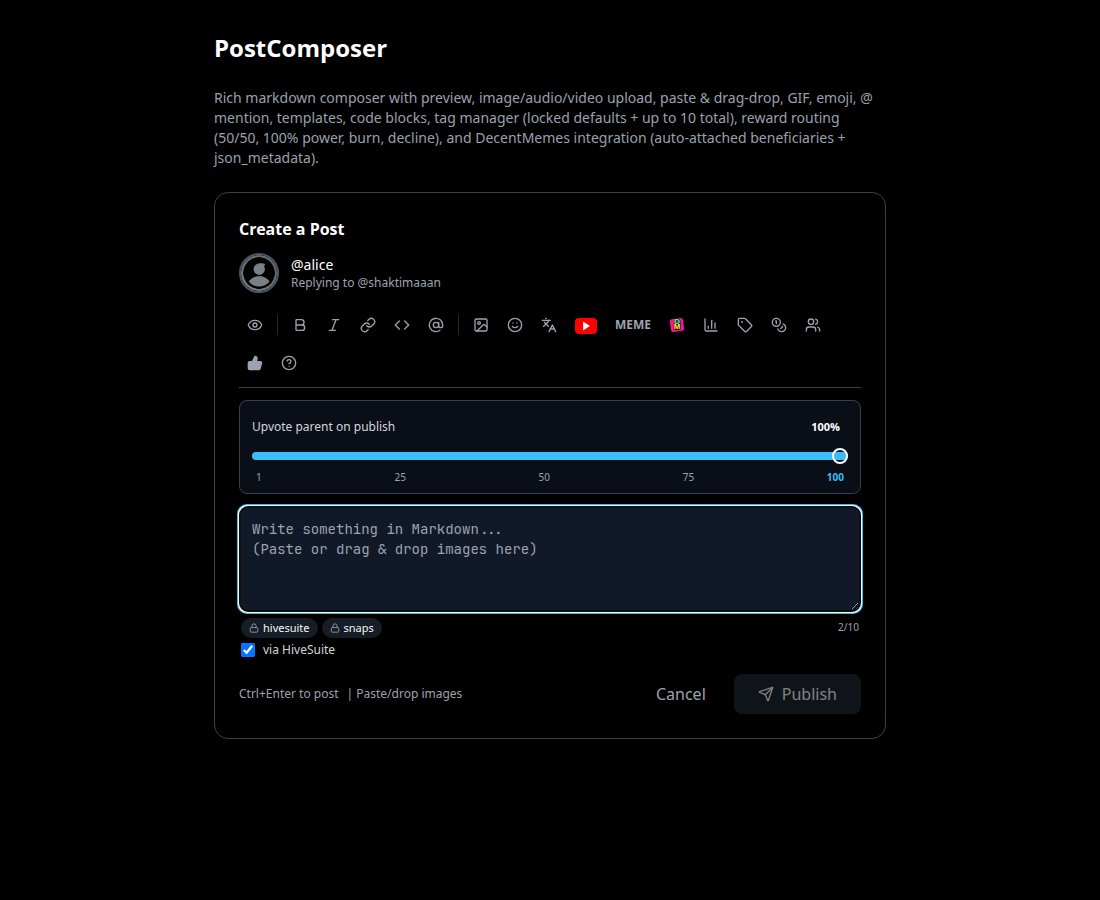 PostComposer
Rich markdown composer with preview, image/audio/video upload, paste & drag-drop, GIF, emoji, @
mention, templates, code blocks, tag manager (locked defaults + up to 10 total), reward routing
(50/50, 100% power, burn, decline), and DecentMemes integration (auto-attached beneficiaries +
json_metadata).
Create a Post
@alice
Replying to @shaktimaaan
MEME
Upvote parent on publish 100%
1 25 50 75 100
Write something in Markdown...
(Paste or drag & drop images here)
hivesuite snaps 2/10
via HiveSuite
Ctrl+Enter to post | Paste/drop images Cancel Publish